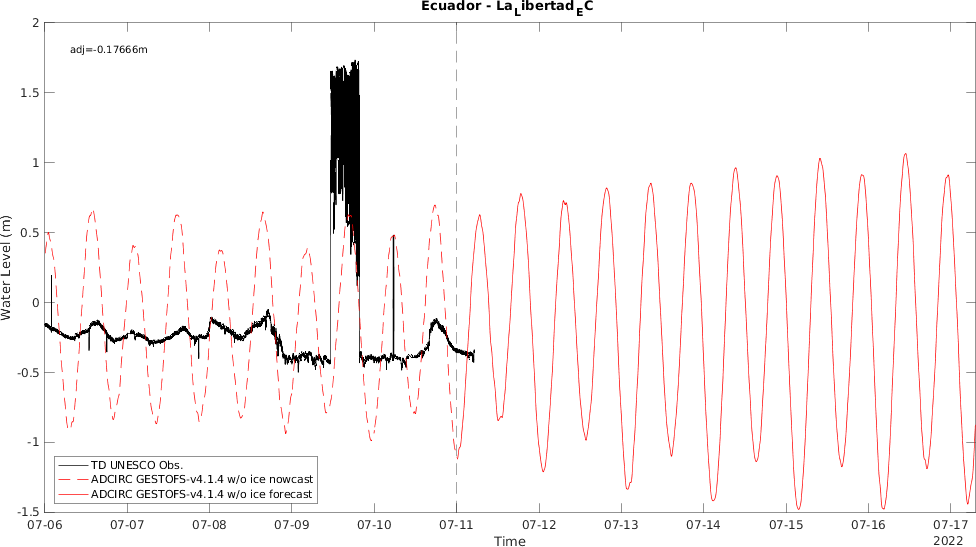 Ecuador - LaLibertadEC
2
adj=-0.17666m
1.5
1
0.5
0
-0.5
-1
-1.5
Water Level (m)
TD UNESCO Obs.
ADCIRC GESTOFS-v4.1.4 w/o ice nowcast
ADCIRC GESTOFS-v4.1.4 w/o ice forecast
07-06 07-07 07-08 07-09 07-10 07-11 07-12 07-13 07-14 07-15 07-16 07-17
Time
2022